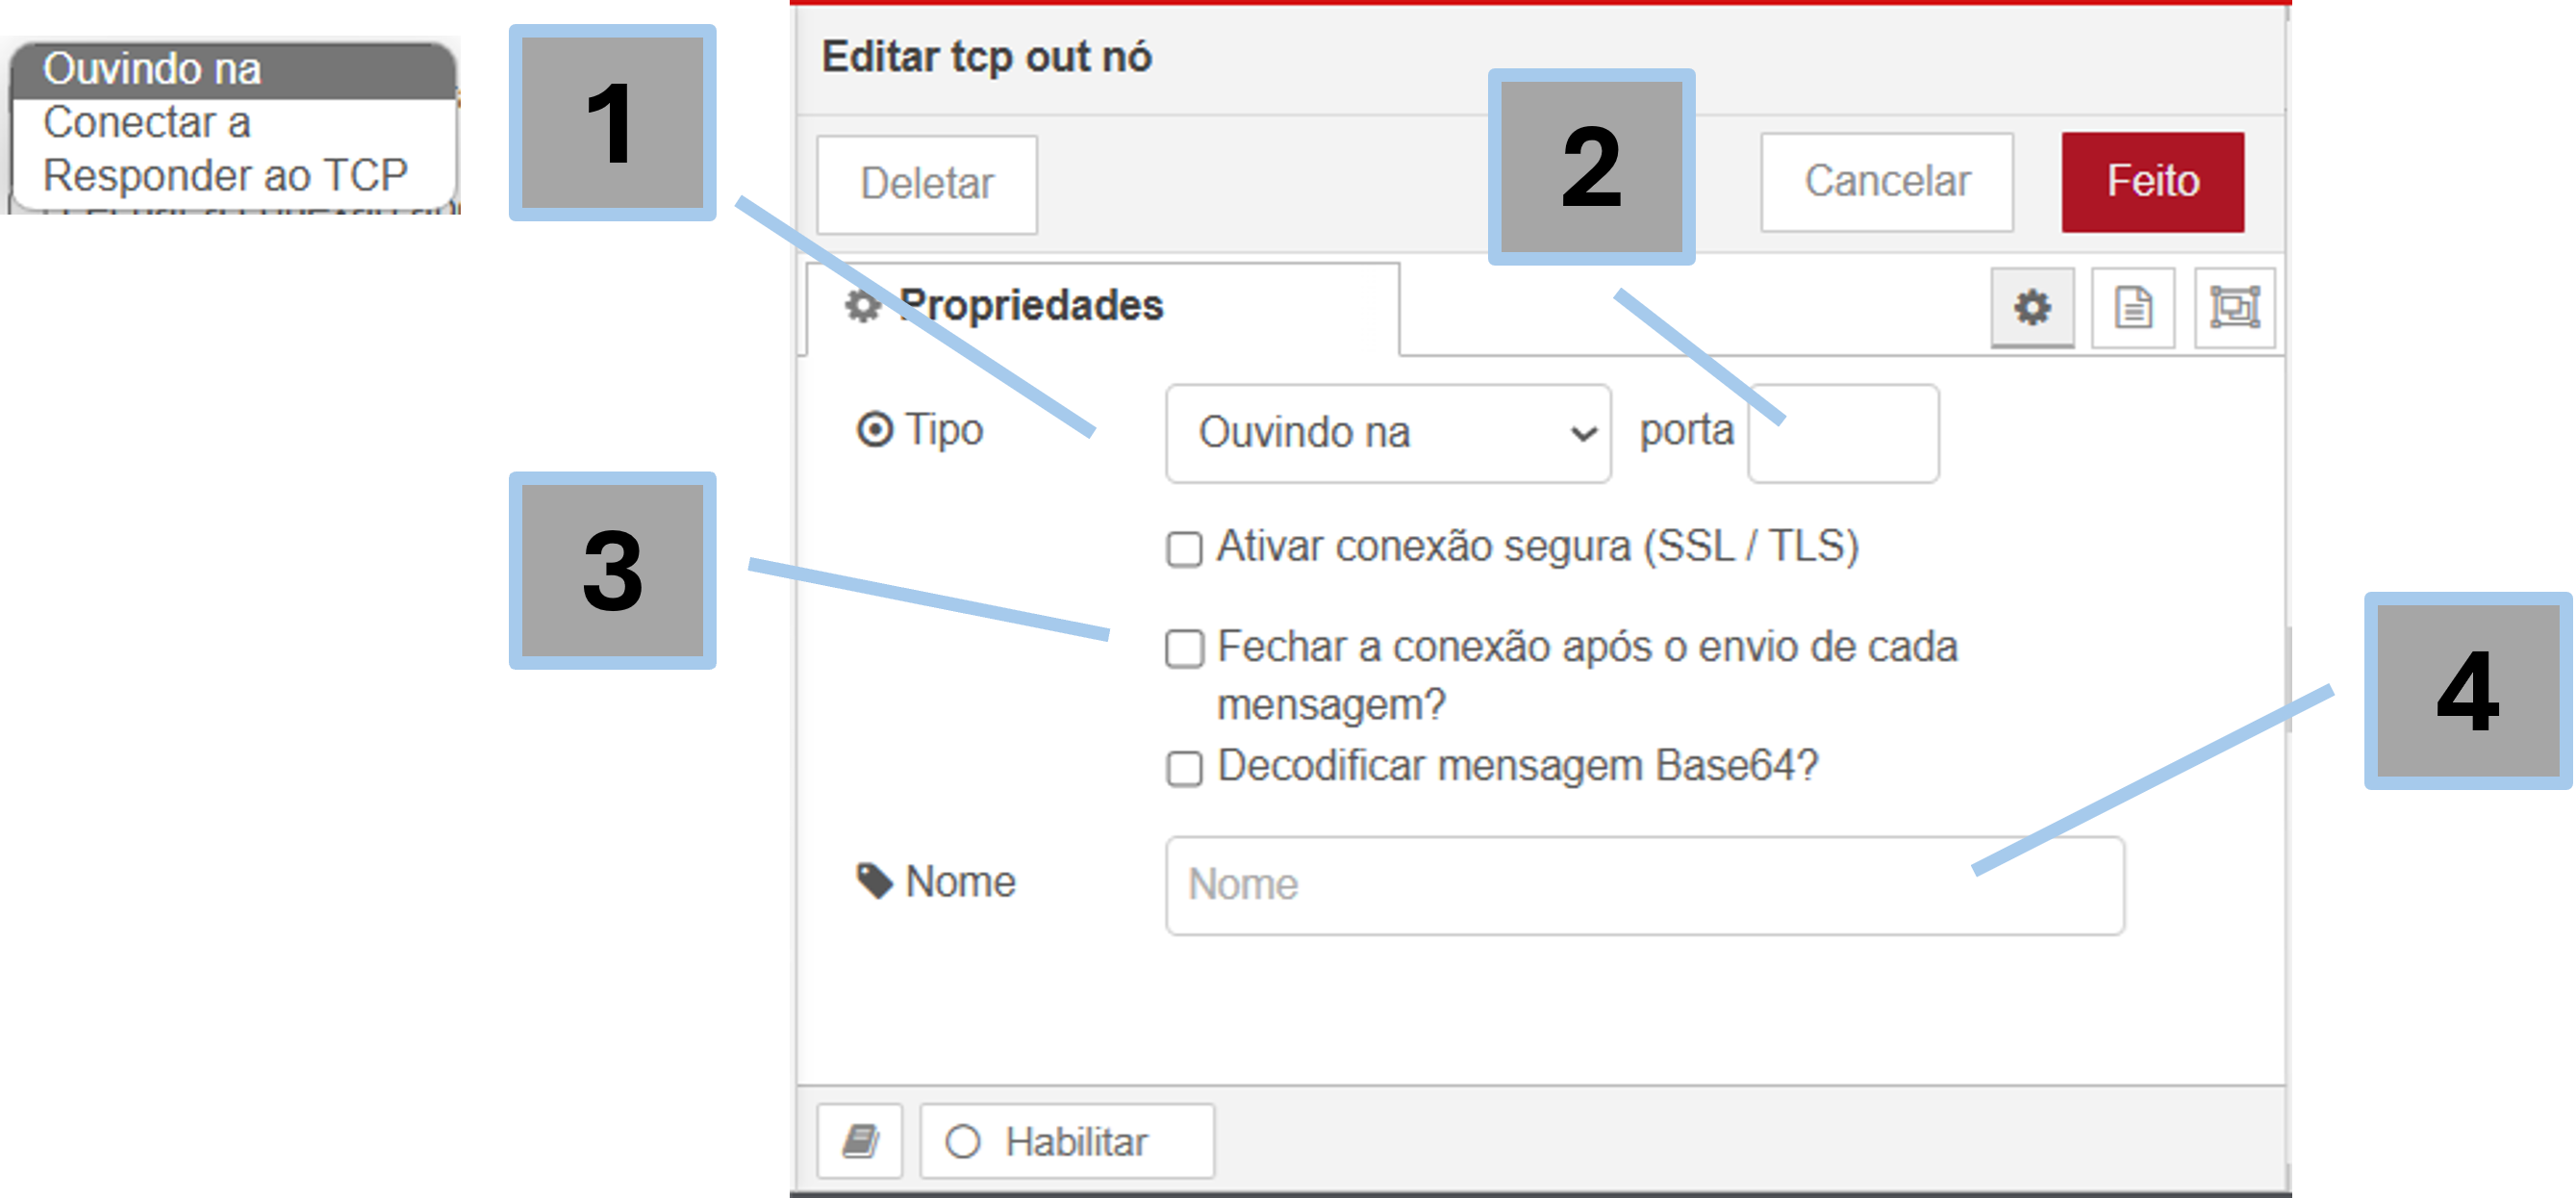 Ouvindo na
Conectar a
Responder ao TCP
1
Editar tcp out nó
2
Deletar
Cancelar
Feito
Propriedades
Tipo
Ouvindo na
porta
3
Ativar conexão segura (SSL / TLS)
Fechar a conexão após o envio de cada
mensagem?
4
Decodificar mensagem Base64?
Nome
Nome
Habilitar